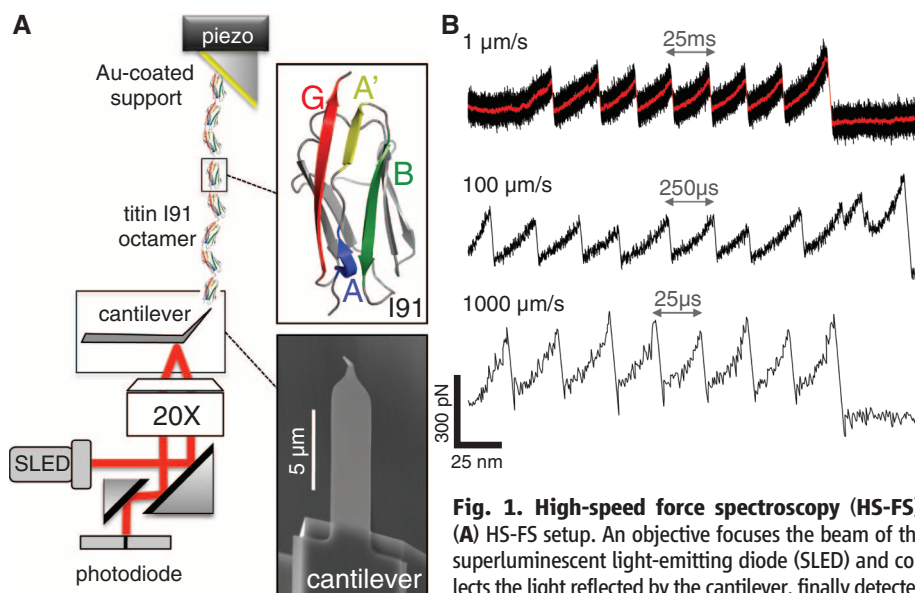 A
piezo
Au-coated
support
titin I91
octamer
cantilever
20X
SLED
photodiode
G
A'
B
A
I91
5 µm
cantilever
B
1 µm/s
25ms
100 µm/s
250µs
1000 µm/s
25µs
300 pN
25 nm
Fig. 1. High-speed force spectroscopy (HS-FS)
(A) HS-FS setup. An objective focuses the beam of th
superluminescent light-emitting diode (SLED) and co
lects the light reflected by the cantilever, finally detecte